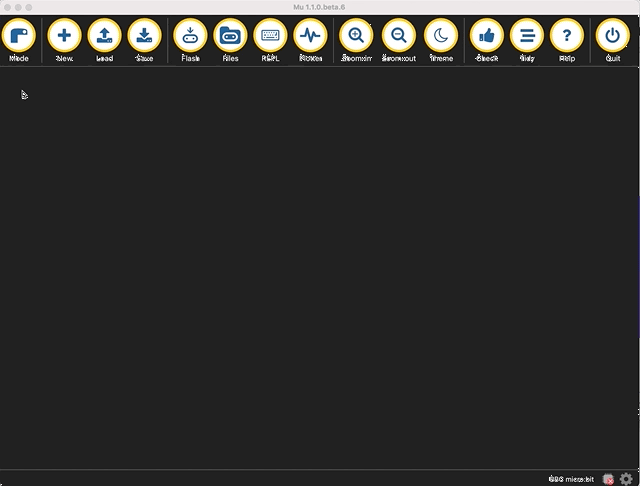 Mu 1.1.0.beta.6
Mode New Load Save Flash Files REPL Zoom-in Zoom-out Theme Check Tidy Help Quit
BBC micro:bit